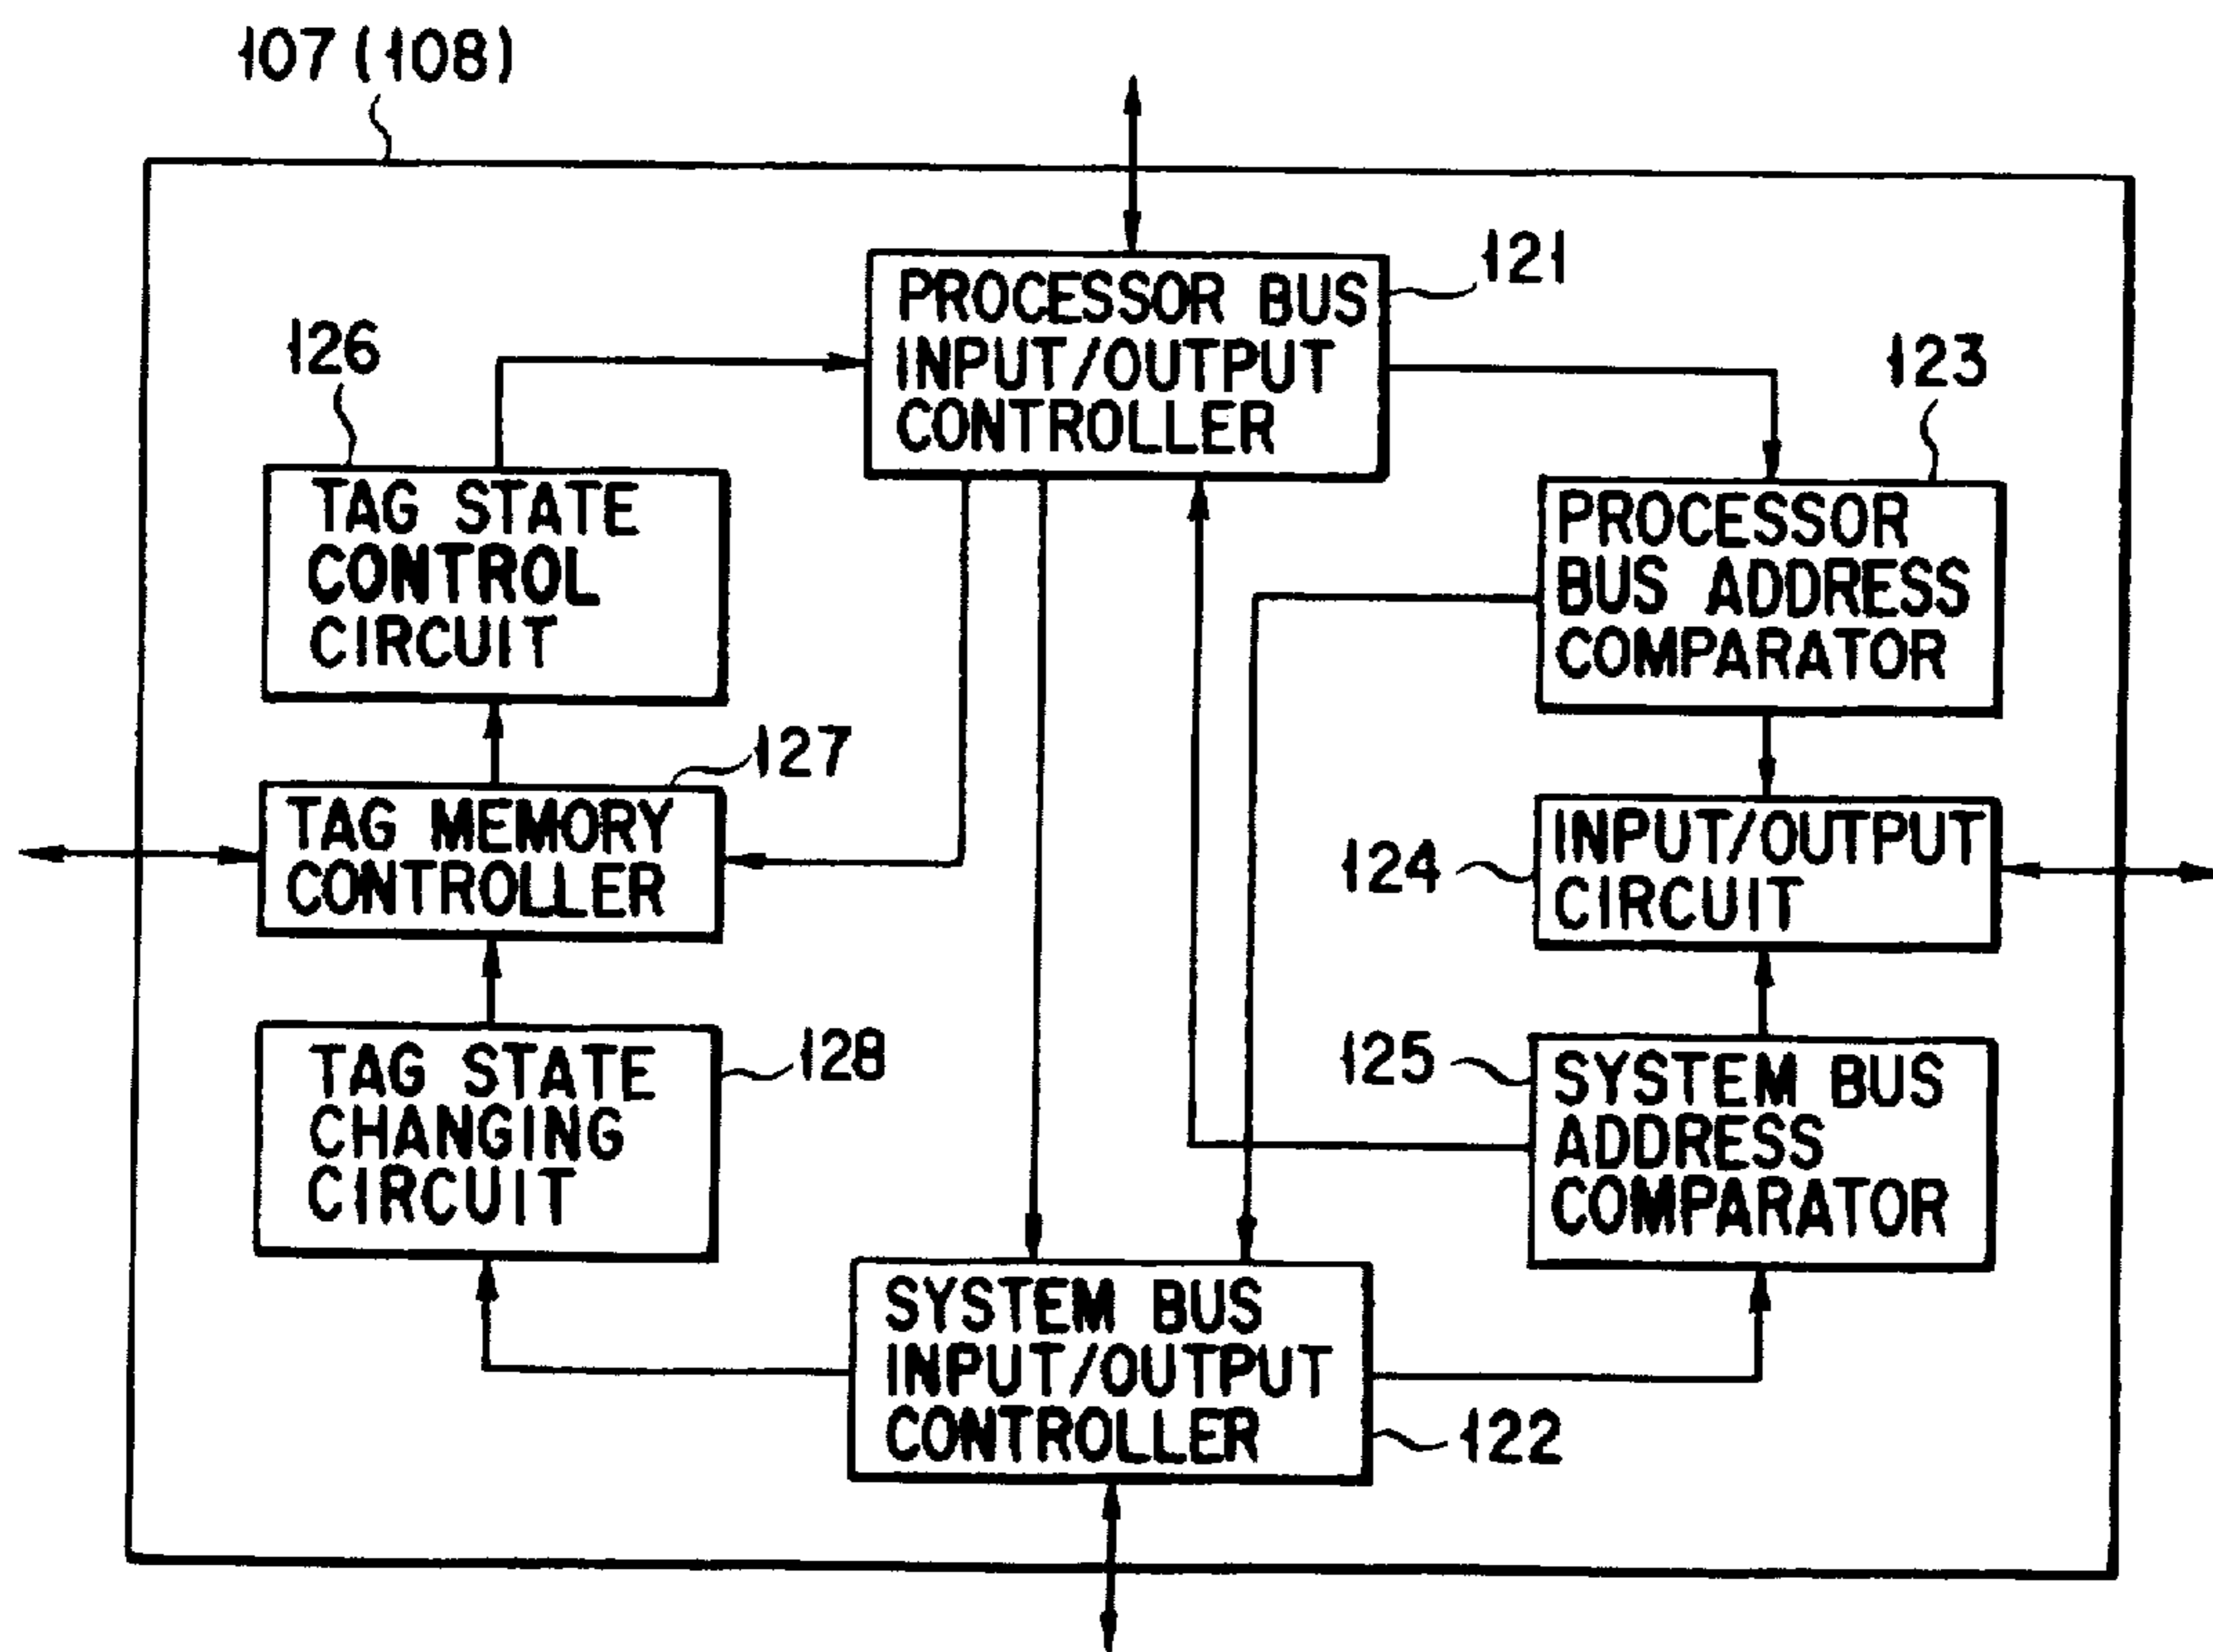 107(108)
121
PROCESSOR BUS
INPUT/OUTPUT
CONTROLLER
126
123
TAG STATE
CONTROL
CIRCUIT
PROCESSOR
BUS ADDRESS
COMPARATOR
127
TAG MEMORY
CONTROLLER
124
INPUT/OUTPUT
CIRCUIT
128
TAG STATE
CHANGING
CIRCUIT
125
SYSTEM BUS
ADDRESS
COMPARATOR
SYSTEM BUS
INPUT/OUTPUT
CONTROLLER
122